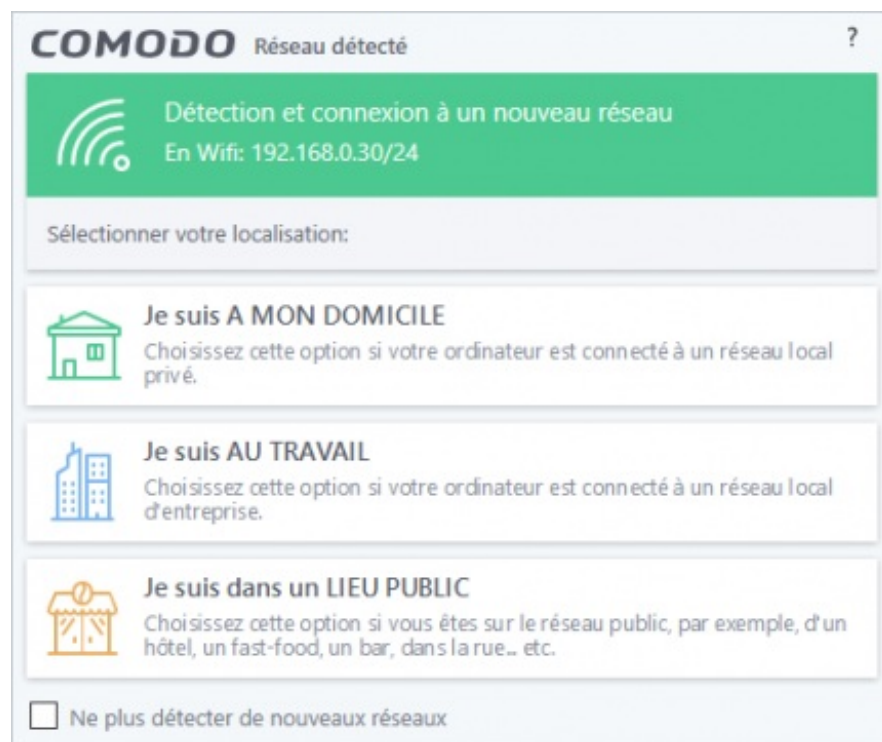 COMODO Réseau détecté ?
Détection et connexion à un nouveau réseau
En Wifi: 192.168.0.30/24
Sélectionner votre localisation:
Je suis A MON DOMICILE
Choisissez cette option si votre ordinateur est connecté à un réseau local
privé.
Je suis AU TRAVAIL
Choisissez cette option si votre ordinateur est connecté à un réseau local
d'entreprise.
Je suis dans un LIEU PUBLIC
Choisissez cette option si vous êtes sur le réseau public, par exemple, d'un
hôtel, un fast-food, un bar, dans la rue... etc.
Ne plus détecter de nouveaux réseaux